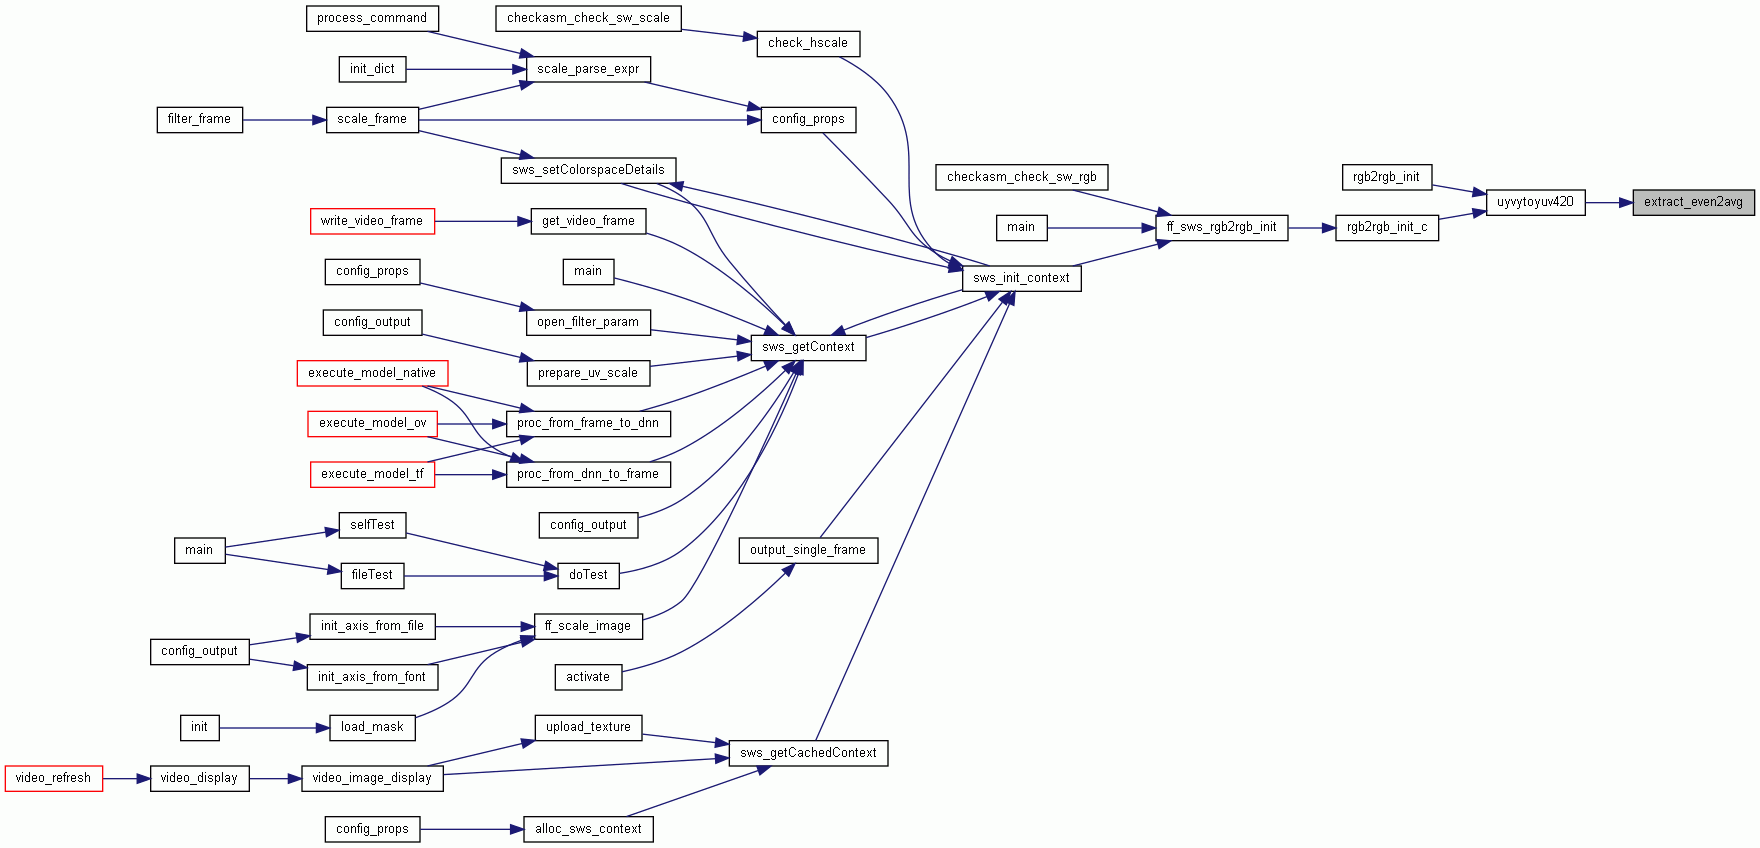 process_command
checkasm_check_sw_scale
check_hscale
init_dict
scale_parse_expr
filter_frame
scale_frame
config_props
sws_setColorspaceDetails
checkasm_check_sw_rgb
rgb2rgb_init
uyvytoyuv420
extract_even2avg
write_video_frame
get_video_frame
main
ff_sws_rgb2rgb_init
rgb2rgb_init_c
config_props
main
sws_init_context
config_output
open_filter_param
sws_getContext
execute_model_native
prepare_uv_scale
execute_model_ov
proc_from_frame_to_dnn
execute_model_tf
proc_from_dnn_to_frame
selfTest
config_output
main
output_single_frame
fileTest
doTest
init_axis_from_file
ff_scale_image
config_output
init_axis_from_font
activate
init
load_mask
upload_texture
sws_getCachedContext
video_refresh
video_display
video_image_display
config_props
alloc_sws_context